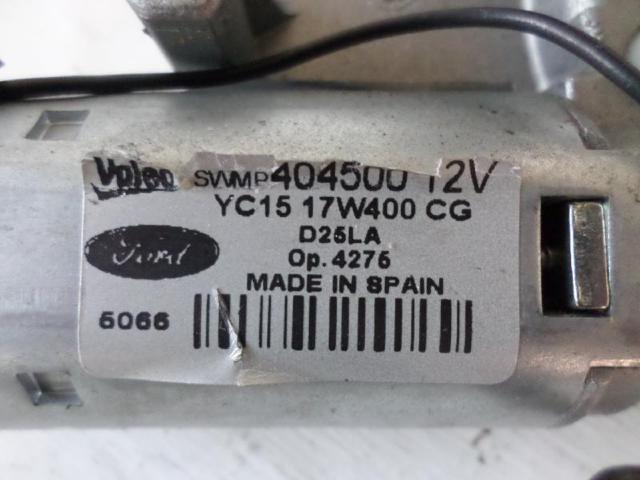 Valeo SWMP 404500 12V
YC15 17W400 CG
D25LA
Ford
Op.4275
MADE IN SPAIN
5066